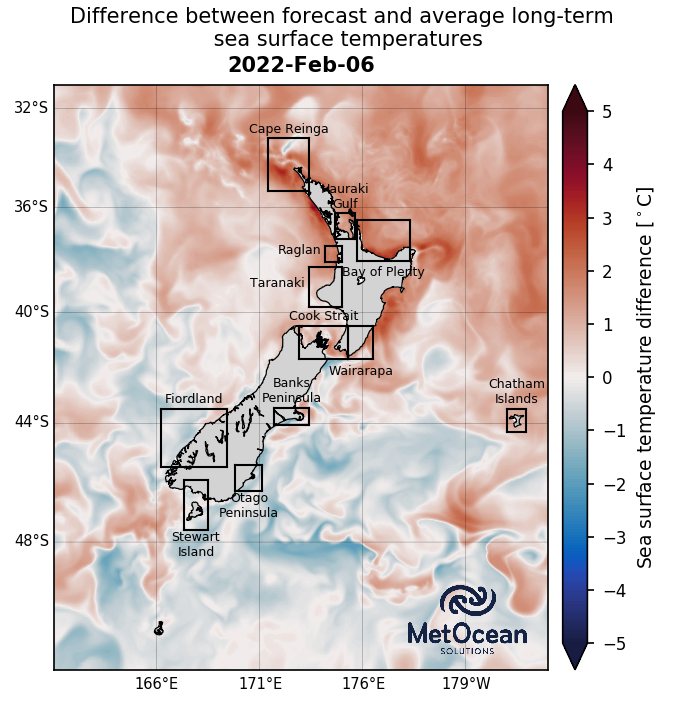 Difference between forecast and average long-term
sea surface temperatures
2022-Feb-06
32°S
36°S
40°S
44°S
48°S
Cape Reinga
Hauraki
Gulf
Raglan
Bay of Plenty
Taranaki
Cook Strait
Wairarapa
Banks
Peninsula
Fiordland
Chatham
Islands
Otago
Peninsula
Stewart
Island
MetOcean
SOLUTIONS
166°E
171°E
176°E
179°W
5
4
3
2
1
0
−1
−2
−3
−4
−5
Sea surface temperature difference [°C]